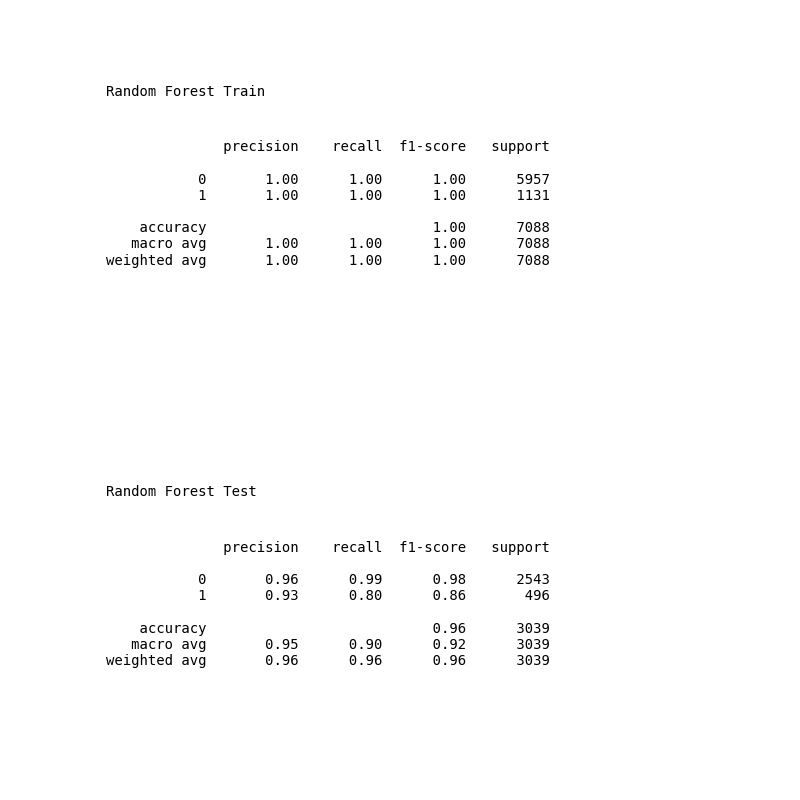 Random Forest Train
precision    recall  f1-score   support
0       1.00      1.00      1.00      5957
1       1.00      1.00      1.00      1131
accuracy                           1.00      7088
macro avg       1.00      1.00      1.00      7088
weighted avg       1.00      1.00      1.00      7088
Random Forest Test
precision    recall  f1-score   support
0       0.96      0.99      0.98      2543
1       0.93      0.80      0.86       496
accuracy                           0.96      3039
macro avg       0.95      0.90      0.92      3039
weighted avg       0.96      0.96      0.96      3039